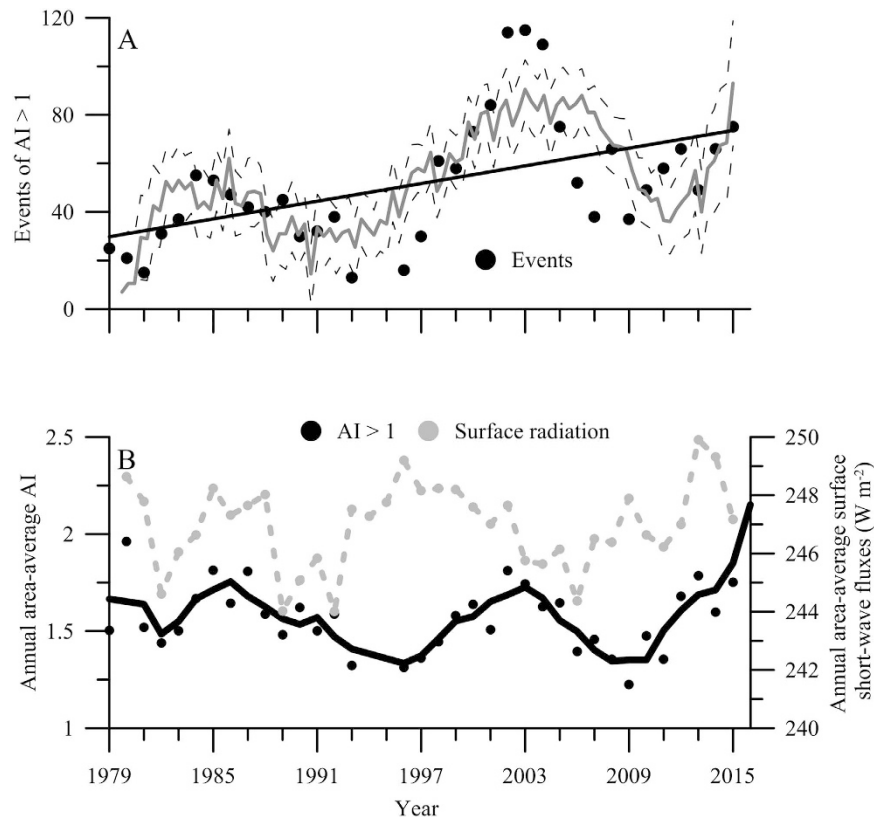 A
120
80
40
0
Events of AI > 1
Events
B
AI > 1 Surface radiation
2.5
2
1.5
1
Annual area-average AI
250
248
246
244
242
240
Annual area-average surface
short-wave fluxes (W m-2)
1979 1985 1991 1997 2003 2009 2015
Year